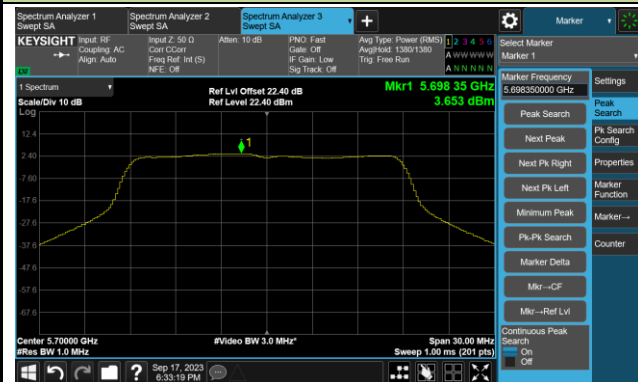 Spectrum Analyzer 1
Swept SA
Spectrum Analyzer 2
Swept SA
Spectrum Analyzer 3
Swept SA
+
Marker
KEYSIGHT
Input: RF
Coupling: AC
Align: Auto
Input Z: 50 Ω
Corr CCorr
Freq Ref: Int (S)
NFE: Off
Atten: 10 dB
PNO: Fast
Gate: Off
IF Gain: Low
Sig Track: Off
Avg Type: Power (RMS)
Avg|Hold: 1380/1380
Trig: Free Run
1 2 3 4 5 6
A W W W W W
A N N N N N
Select Marker
Marker 1
LXI
1 Spectrum
Scale/Div 10 dB
Ref Lvl Offset 22.40 dB
Ref Level 22.40 dBm
Mkr1 5.698 35 GHz
3.653 dBm
Log
12.4
2.40
-7.60
-17.6
-27.6
-37.6
-47.6
-57.6
-67.6
1
Center 5.70000 GHz
#Res BW 1.0 MHz
#Video BW 3.0 MHz*
Span 30.00 MHz
Sweep 1.00 ms (201 pts)
Marker Frequency
5.698350000 GHz
Peak Search
Next Peak
Next Pk Right
Next Pk Left
Minimum Peak
Pk-Pk Search
Marker Delta
Mkr→CF
Mkr→Ref Lvl
Continuous Peak
Search
On
Off
Settings
Peak
Search
Pk Search
Config
Properties
Marker
Function
Marker→
Counter
?
Sep 17, 2023
6:33:19 PM